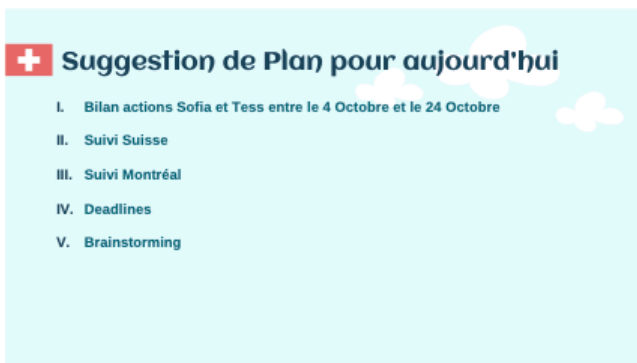 Suggestion de Plan pour aujourd'hui
I. Bilan actions Sofia et Tess entre le 4 Octobre et le 24 Octobre
II. Suivi Suisse
III. Suivi Montréal
IV. Deadlines
V. Brainstorming